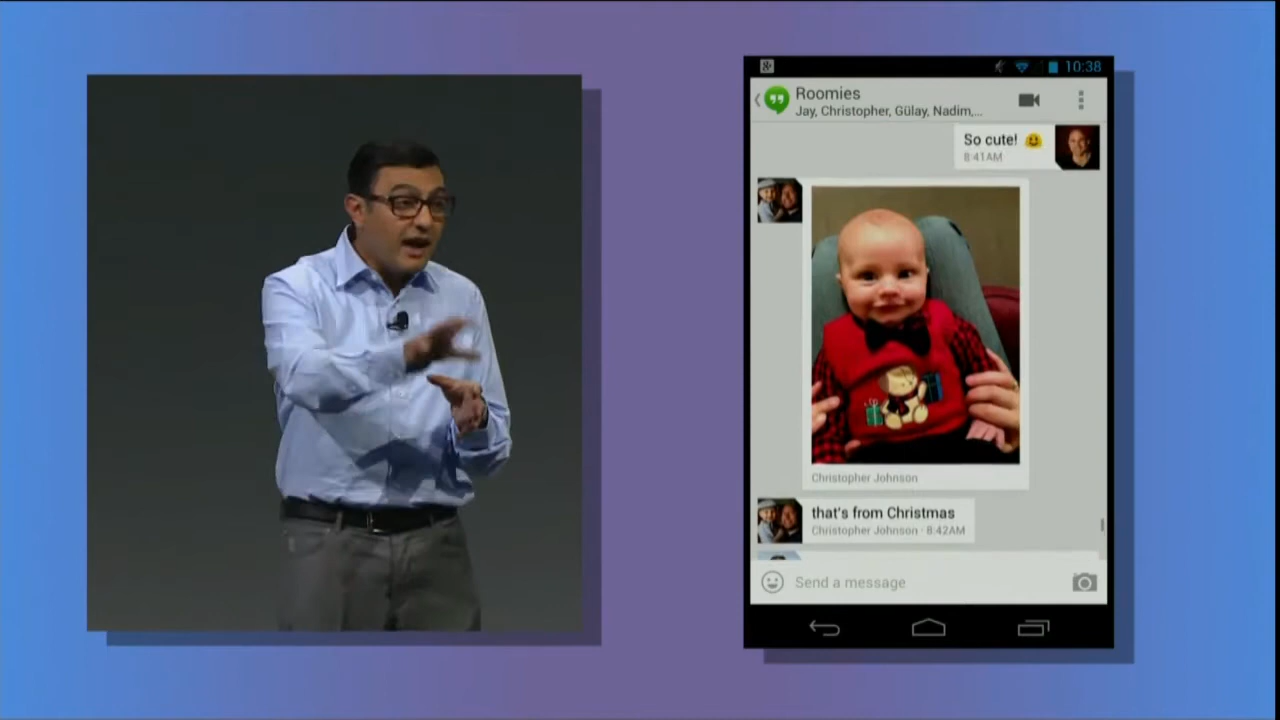 10:38
Roomies
Jay, Christopher, Gülay, Nadim,...
So cute!
8:41AM
Christopher Johnson
that's from Christmas
Christopher Johnson · 8:42AM
Send a message